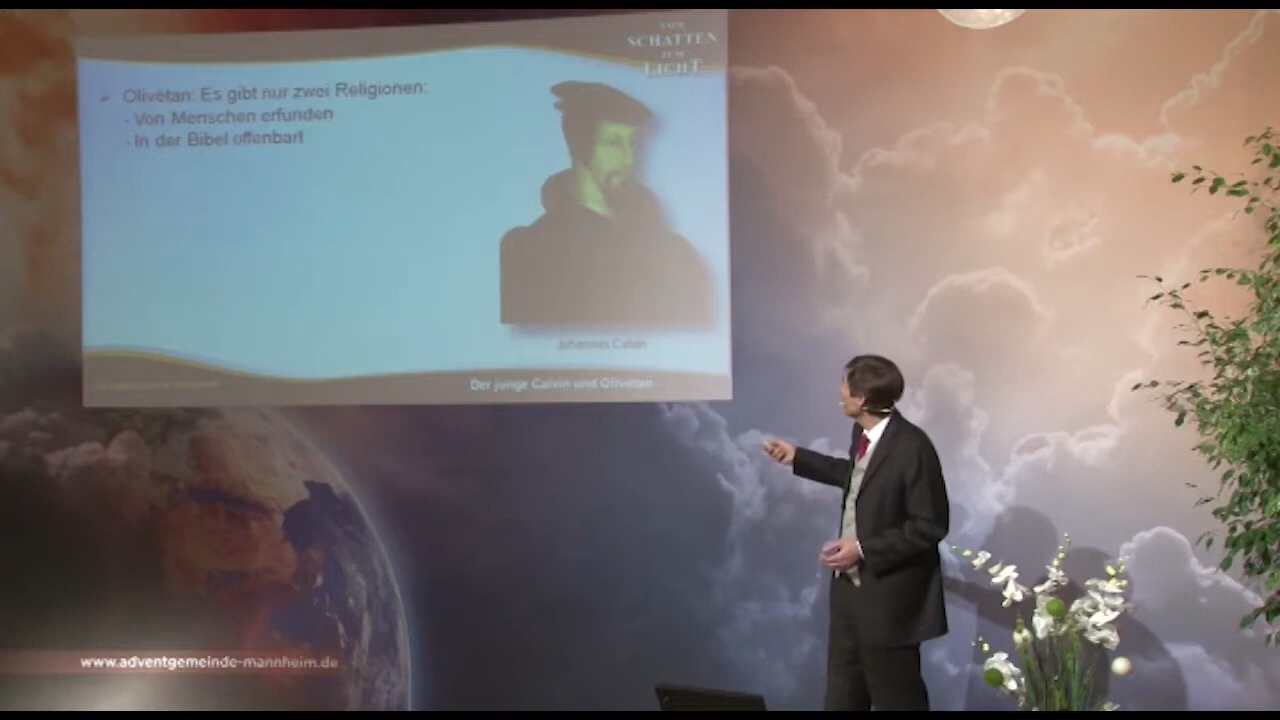 VOM
SCHATTEN
ZUM
LICHT
➢ Olivetan: Es gibt nur zwei Religionen:
- Von Menschen erfunden
- In der Bibel offenbart
Johannes Calvin
Der junge Calvin und Olivetan
www.adventgemeinde-mannheim.de